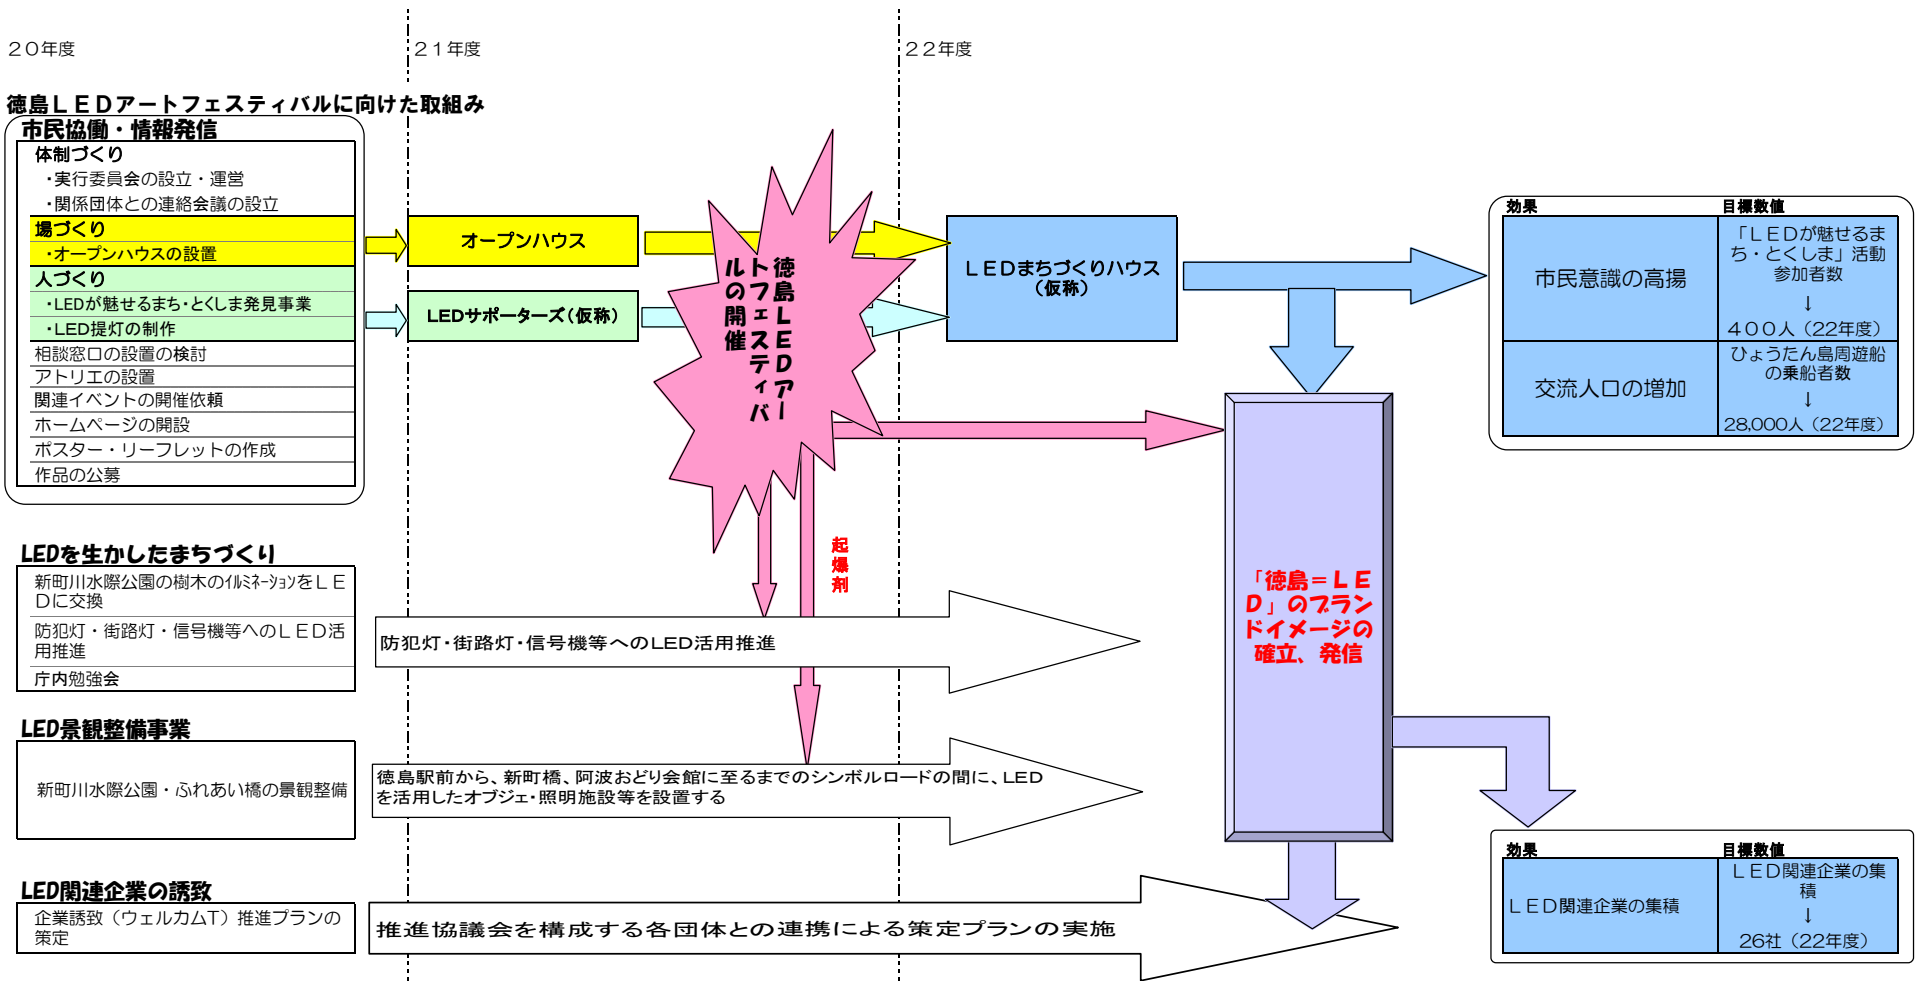 ２０年度
２１年度
２２年度
徳島ＬＥＤアートフェスティバルに向けた取組み
市民協働・情報発信
体制づくり
・実行委員会の設立・運営
・関係団体との連絡会議の設立
場づくり
・オープンハウスの設置
人づくり
・LEDが魅せるまち・とくしま発見事業
・LED提灯の制作
相談窓口の設置の検討
アトリエの設置
関連イベントの開催依頼
ホームページの開設
ポスター・リーフレットの作成
作品の公募
オープンハウス
LEDサポーターズ（仮称）
徳島ＬＥＤアー
トフェスティバ
ルの開催
ＬＥＤまちづくりハウス
（仮称）
効果
目標数値
市民意識の高揚
「ＬＥＤが魅せるま
ち・とくしま」活動
参加者数
↓
４００人（22年度）
交流人口の増加
ひょうたん島周遊船
の乗船者数
↓
28,000人（22年度）
起爆剤
LEDを生かしたまちづくり
新町川水際公園の樹木のイルミネーションをＬＥ
Ｄに交換
防犯灯・街路灯・信号機等へのＬＥＤ活
用推進
庁内勉強会
防犯灯・街路灯・信号機等へのLED活用推進
「徳島＝ＬＥ
Ｄ」のブラン
ドイメージの
確立、発信
LED景観整備事業
新町川水際公園・ふれあい橋の景観整備
徳島駅前から、新町橋、阿波おどり会館に至るまでのシンボルロードの間に、LED
を活用したオブジェ・照明施設等を設置する
LED関連企業の誘致
企業誘致（ウェルカムT）推進プランの
策定
推進協議会を構成する各団体との連携による策定プランの実施
効果
目標数値
ＬＥＤ関連企業の集積
ＬＥＤ関連企業の集
積
↓
26社（22年度）